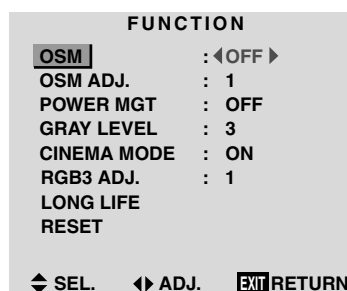 FUNCTION
OSM : ◀OFF▶
OSM ADJ. : 1
POWER MGT : OFF
GRAY LEVEL : 3
CINEMA MODE : ON
RGB3 ADJ. : 1
LONG LIFE
RESET
SEL. ADJ. EXIT RETURN